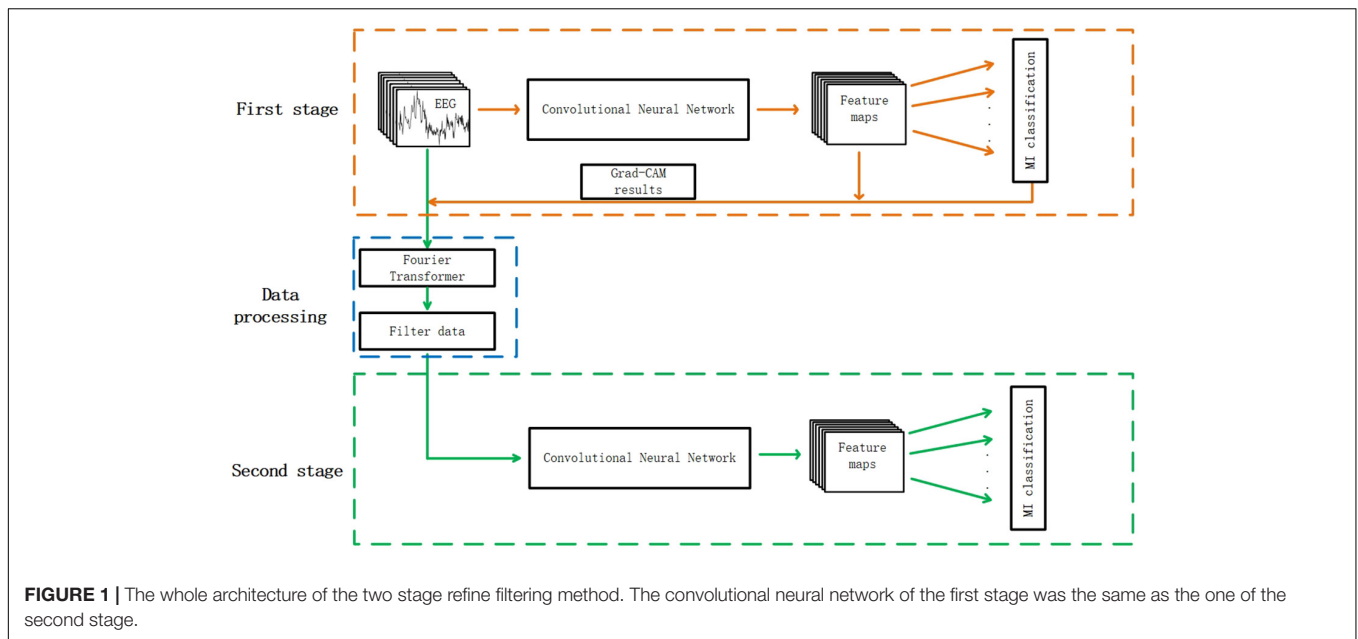 First stage
EEG
Convolutional Neural Network
Feature
maps
.
.
.
MI classification
Grad-CAM
results
Data
processing
Fourier
Transformer
Filter data
Second stage
Convolutional Neural Network
Feature
maps
.
.
.
MI classification
FIGURE 1 | The whole architecture of the two stage refine filtering method. The convolutional neural network of the first stage was the same as the one of the
second stage.